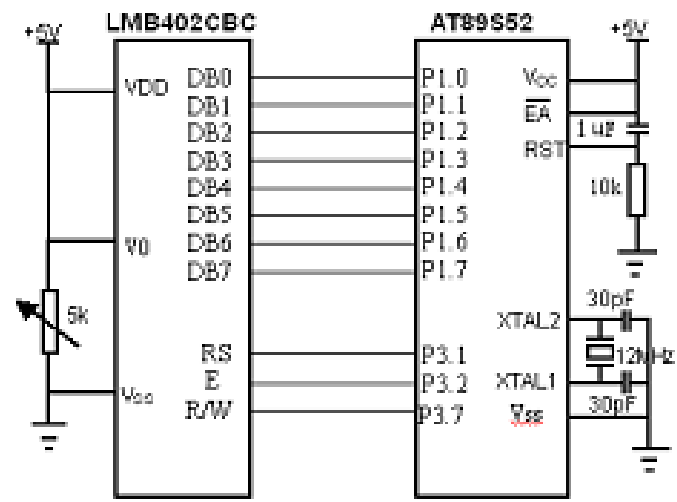 LMB402CBC AT89S52
+5V +5V
VDD DB0 P1.0 Vcc
DB1 P1.1 EA
DB2 P1.2 1uF
DB3 P1.3 RST
DB4 P1.4 10k
DB5 P1.5
V0 DB6 P1.6
DB7 P1.7
30pF
5k XTAL2
RS P3.1 12MHz
Vss E P3.2 XTAL1
R/W P3.7 Vss 30pF